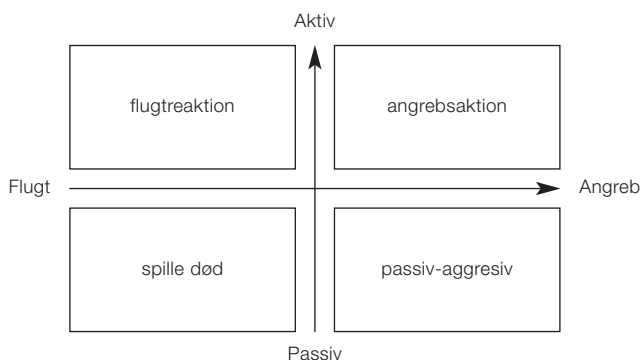 Aktiv
flugtreaktion
angrebsaktion
Flugt
Angreb
spille død
passiv-aggresiv
Passiv